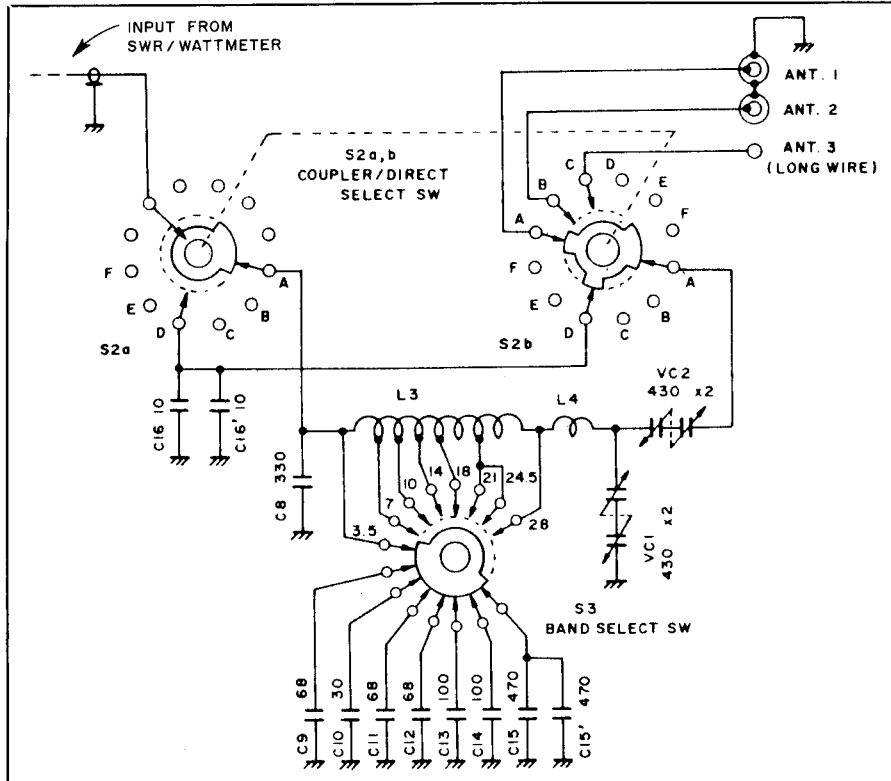 INPUT FROM
SWR/WATTMETER
ANT. 1
ANT. 2
ANT. 3
(LONG WIRE)
S2a,b
COUPLER/DIRECT
SELECT SW
A
B
C
D
E
F
S2a
A
B
C
D
E
F
A
B
C
D
E
F
S2b
C16 10
C16' 10
C8 330
L3
L4
VC2
430 x2
VC1
430 x2
3.5
7
10
14
18
21
24.5
28
S3
BAND SELECT SW
C9 68
C10 30
C11 68
C12 68
C13 100
C14 100
C15 470
C15' 470